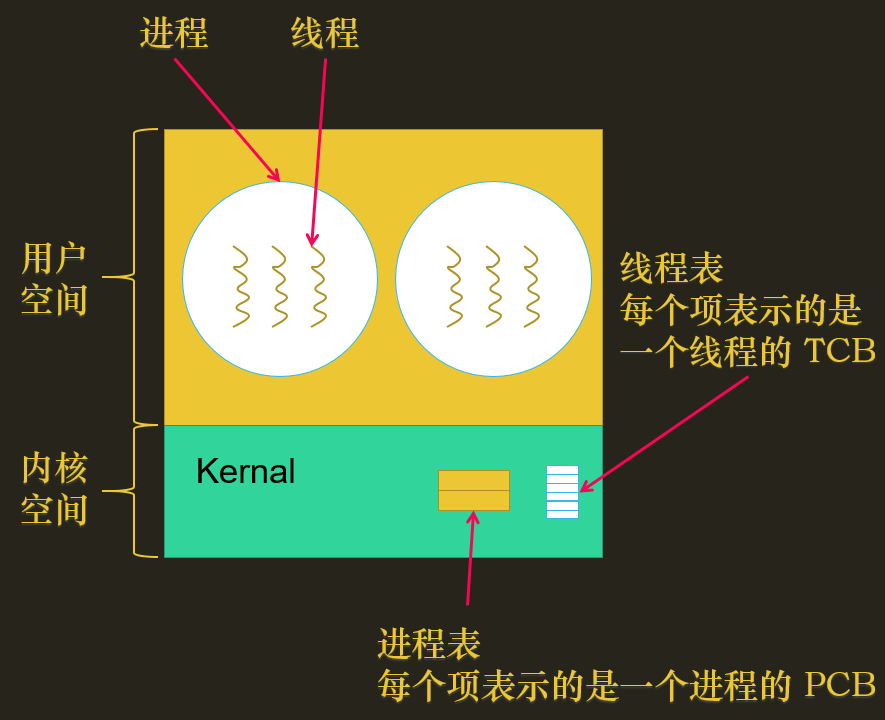 进程
线程
用户
空间
线程表
每个项表示的是
一个线程的 TCB
内核
空间
Kernal
进程表
每个项表示的是一个进程的 PCB